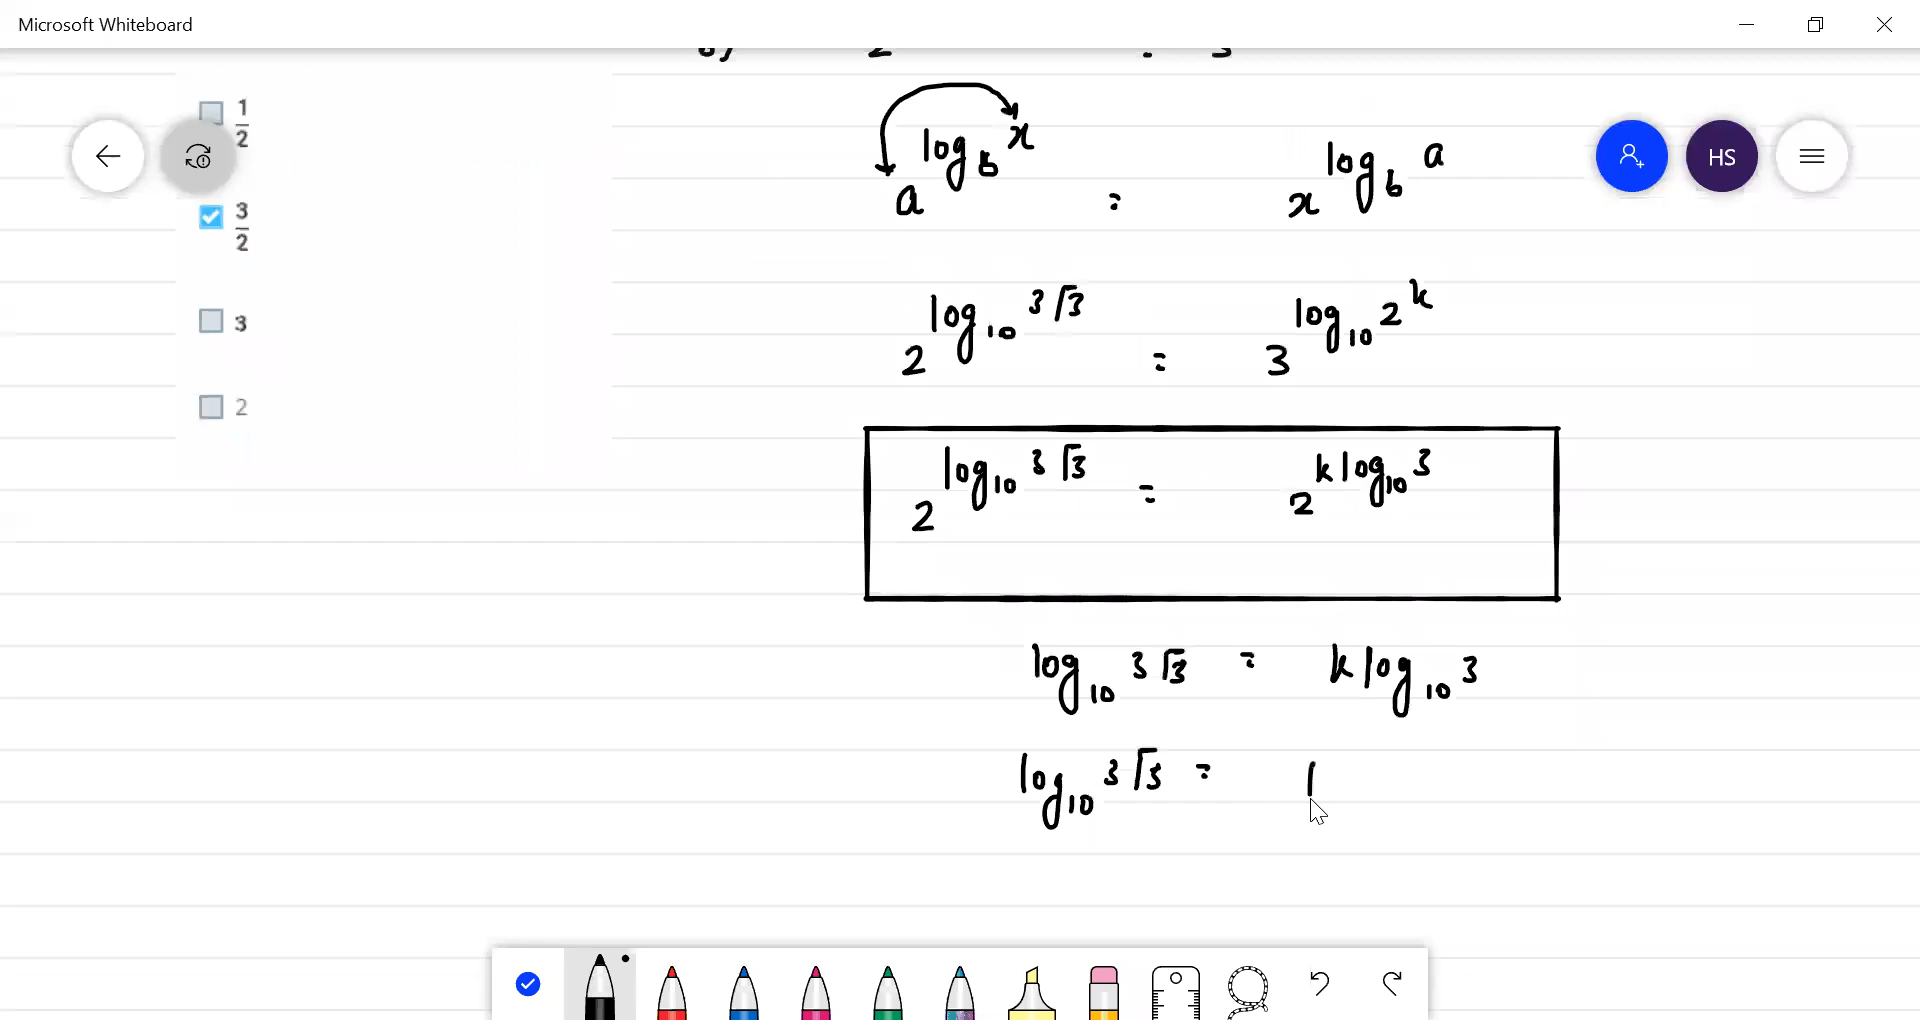 Microsoft Whiteboard
1/2
3/2
3
2
HS
a^{log_b x} = x^{log_b a}
2^{log_10 3√3} = 3^{log_10 2^k}
2^{log_10 3√3} = 2^{k log_10 3}
log_10 3√3 = k log_10 3
log_10 3√3 = l